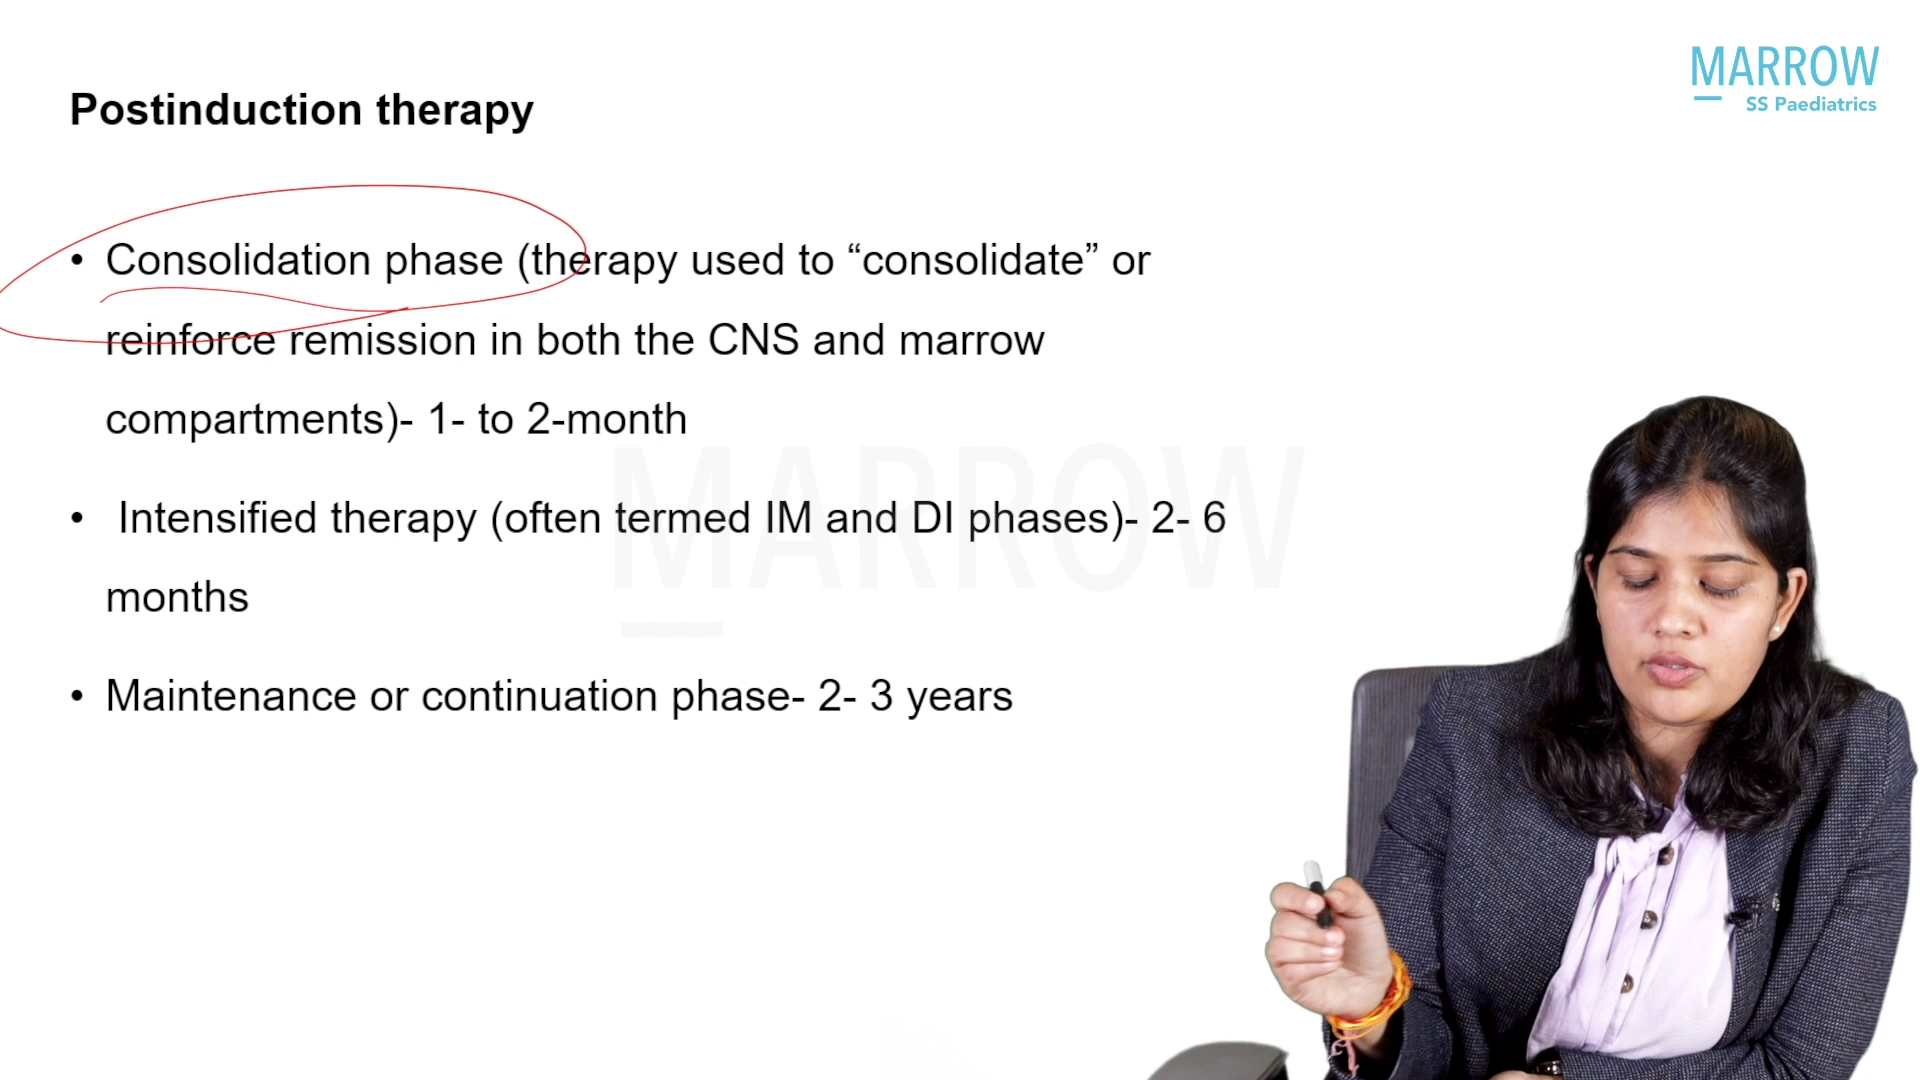 MARROW
SS Paediatrics
Postinduction therapy
• Consolidation phase (therapy used to “consolidate” or
reinforce remission in both the CNS and marrow
compartments)- 1- to 2-month
• Intensified therapy (often termed IM and DI phases)- 2- 6
months
• Maintenance or continuation phase- 2- 3 years
MARROW